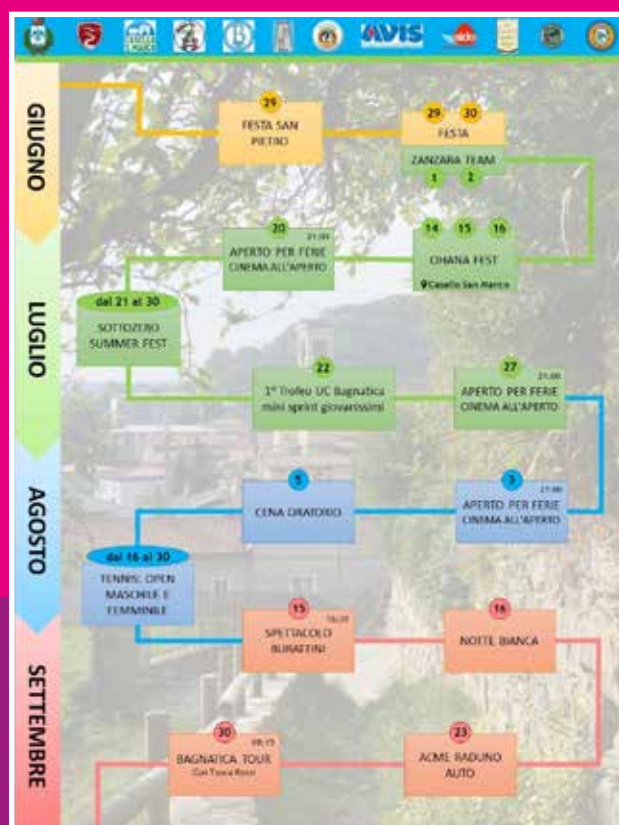 AVIS
GIUGNO
29
FESTA SAN
PIETRO
29 30
FESTA
ZANZARA TEAM
1 2
LUGLIO
14 15 16
OHANA FEST
Casello San Marco
20
21:00
APERTO PER FERIE
CINEMA ALL'APERTO
dal 21 al 30
SOTTOZERO
SUMMER FEST
22
1° Trofeo UC Bagnatica
mini sprint giovanissimi
27
21:00
APERTO PER FERIE
CINEMA ALL'APERTO
AGOSTO
3
21:00
APERTO PER FERIE
CINEMA ALL'APERTO
5
CENA ORATORIO
dal 16 al 30
TENNIS: OPEN
MASCHILE E
FEMMINILE
SETTEMBRE
15
SPETTACOLO
BURATTINI
16
NOTTE BIANCA
23
ACME RADUNO
AUTO
30
BAGNATICA TOUR